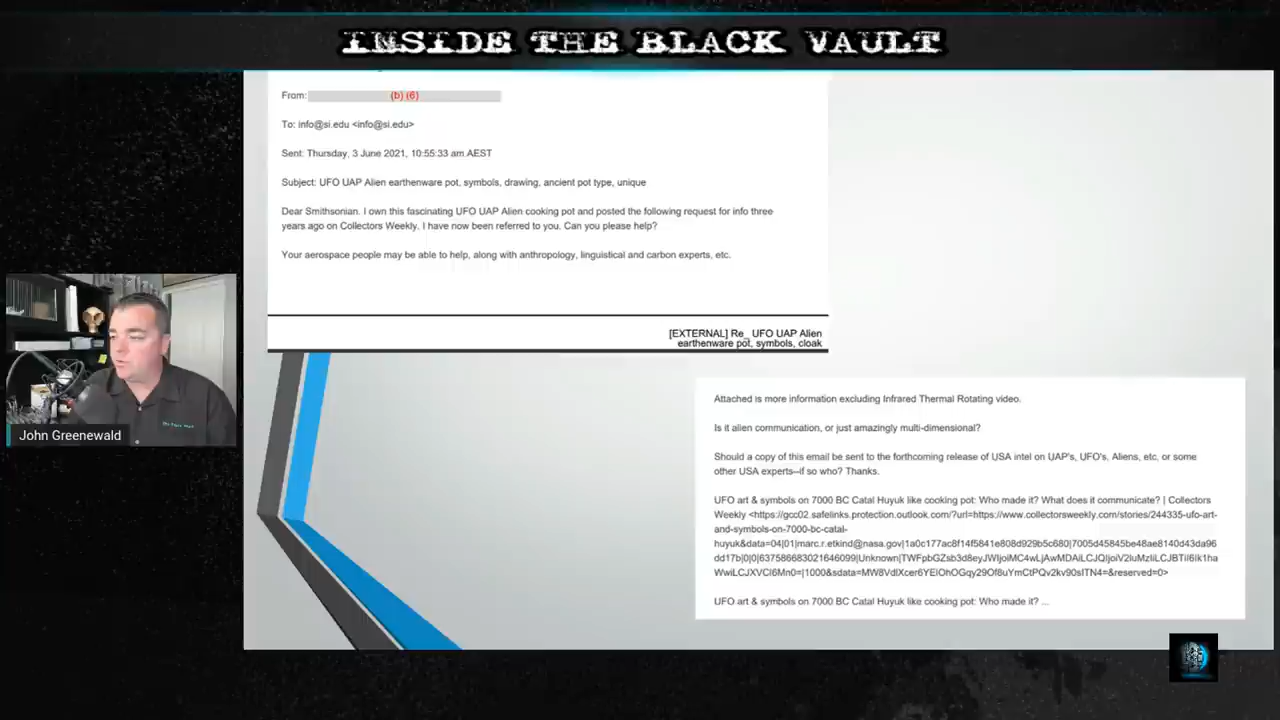 INSIDE THE BLACK VAULT
From: (b) (6)
To: info@si.edu <info@si.edu>
Sent: Thursday, 3 June 2021, 10:55:33 am AEST
Subject: UFO UAP Alien earthenware pot, symbols, drawing, ancient pot type, unique
Dear Smithsonian. I own this fascinating UFO UAP Alien cooking pot and posted the following request for info three
years ago on Collectors Weekly. I have now been referred to you. Can you please help?
Your aerospace people may be able to help, along with anthropology, linguistical and carbon experts, etc.
[EXTERNAL] Re_ UFO UAP Alien
earthenware pot, symbols, cloak
John Greenewald
Attached is more information excluding Infrared Thermal Rotating video.
Is it alien communication, or just amazingly multi-dimensional?
Should a copy of this email be sent to the forthcoming release of USA intel on UAP's, UFO's, Aliens, etc, or some
other USA experts--if so who? Thanks.
UFO art & symbols on 7000 BC Catal Huyuk like cooking pot: Who made it? What does it communicate? | Collectors
Weekly <https://gcc02.safelinks.protection.outlook.com/?url=https://www.collectorsweekly.com/stories/244335-ufo-art-
and-symbols-on-7000-bc-catal-
huyuk&data=04|01|marc.r.etkind@nasa.gov|1a0c177ac8f14f5841e808d929b5c680|7005d45845be48ae8140d43da96
UFO art & symbols on 7000 BC Catal Huyuk like cooking pot: Who made it? ...